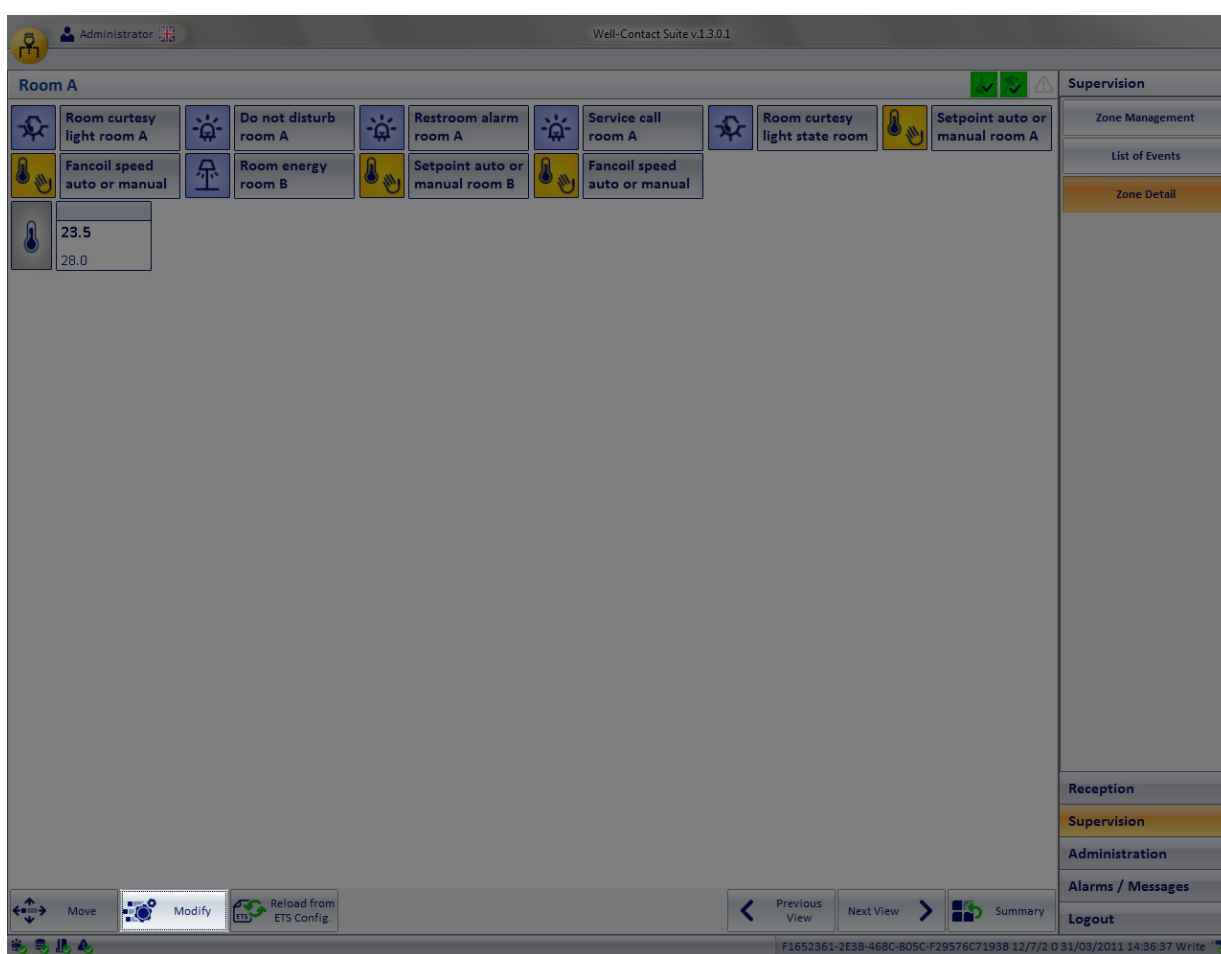 Administrator
Well-Contact Suite v.1.3.0.1
Room A
Supervision
Room curtesy
light room A
Do not disturb
room A
Restroom alarm
room A
Service call
room A
Room curtesy
light state room
Setpoint auto or
manual room A
Zone Management
Fancoil speed
auto or manual
Room energy
room B
Setpoint auto or
manual room B
Fancoil speed
auto or manual
List of Events
Zone Detail
23.5
28.0
Reception
Supervision
Administration
Alarms / Messages
Logout
Move
Modify
ETS
Reload from
ETS Config.
Previous
View
Next View
Summary
F1652361-2E3B-46BC-805C-F29576C7193B 12/7/2 0 31/03/2011 14:36:37 Write